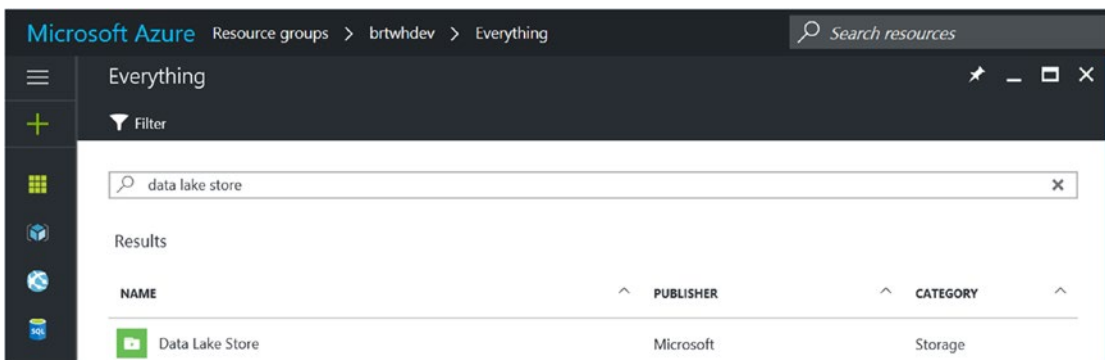 Microsoft Azure Resource groups > brtwhdev > Everything Search resources
Everything
Filter
data lake store
Results
NAME PUBLISHER CATEGORY
SQL
Data Lake Store Microsoft Storage